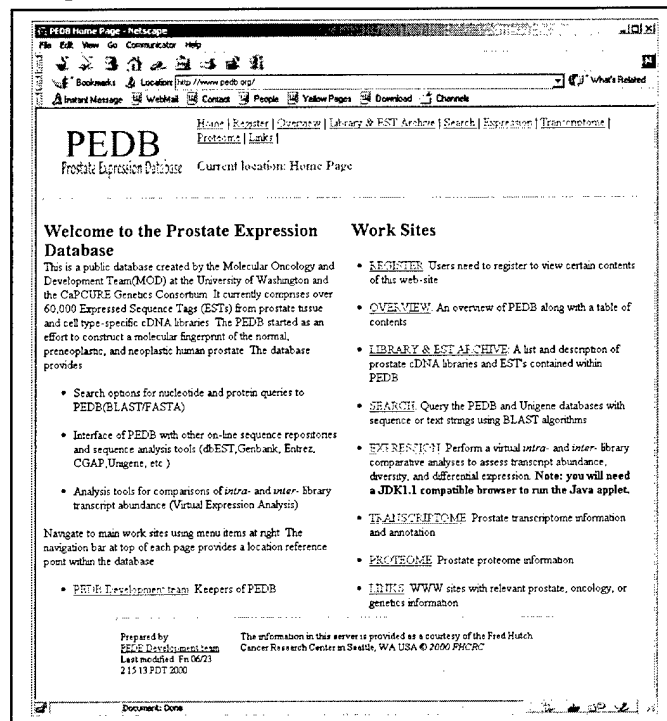 PEDB Home Page - Netscape
File Edit View Go Communicator Help
Bookmarks Location: http://www.pedb.org/ What's Related
Instant Message WebMail Contact People Yellow Pages Download Channels
PEDB
Prostate Expression Database
Home | Register | Overview | Library & EST Archive | Search | Expression | Transcriptome |
Proteome | Links |
Current location: Home Page
Welcome to the Prostate Expression
Database
This is a public database created by the Molecular Oncology and
Development Team(MOD) at the University of Washington and
the CaPCURE Genetics Consortium. It currently comprises over
60,000 Expressed Sequence Tags (ESTs) from prostate tissue
and cell type-specific cDNA libraries. The PEDB started as an
effort to construct a molecular fingerprint of the normal,
preneoplastic, and neoplastic human prostate. The database
provides
• Search options for nucleotide and protein queries to
PEDB(BLAST/FASTA)
• Interface of PEDB with other on-line sequence repositories
and sequence analysis tools (dbEST,Genbank, Entrez,
CGAP,Unigene, etc )
• Analysis tools for comparisons of intra- and inter- library
transcript abundance (Virtual Expression Analysis)
Navigate to main work sites using menu items at right. The
navigation bar at top of each page provides a location reference
point within the database
• PEDB Development team Keepers of PEDB
Work Sites
• REGISTER Users need to register to view certain contents
of this web-site
• OVERVIEW. An overview of PEDB along with a table of
contents
• LIBRARY & EST ARCHIVE: A list and description of
prostate cDNA libraries and EST's contained within
PEDB
• SEARCH. Query the PEDB and Unigene databases with
sequence or text strings using BLAST algorithms
• EXPRESSION Perform a virtual intra- and inter- library
comparative analyses to assess transcript abundance,
diversity, and differential expression. Note: you will need
a JDK1.1 compatible browser to run the Java applet.
• TRANSCRIPTOME Prostate transcriptome information
and annotation
• PROTEOME Prostate proteome information
• LINKS WWW sites with relevant prostate, oncology, or
genetics information
Prepared by
PEDB Development team
Last modified Fri 06/23
2 15 13 PDT 2000
The information in this server is provided as a courtesy of the Fred Hutch
Cancer Research Center in Seattle, WA USA © 2000 FHCRC
Document: Done